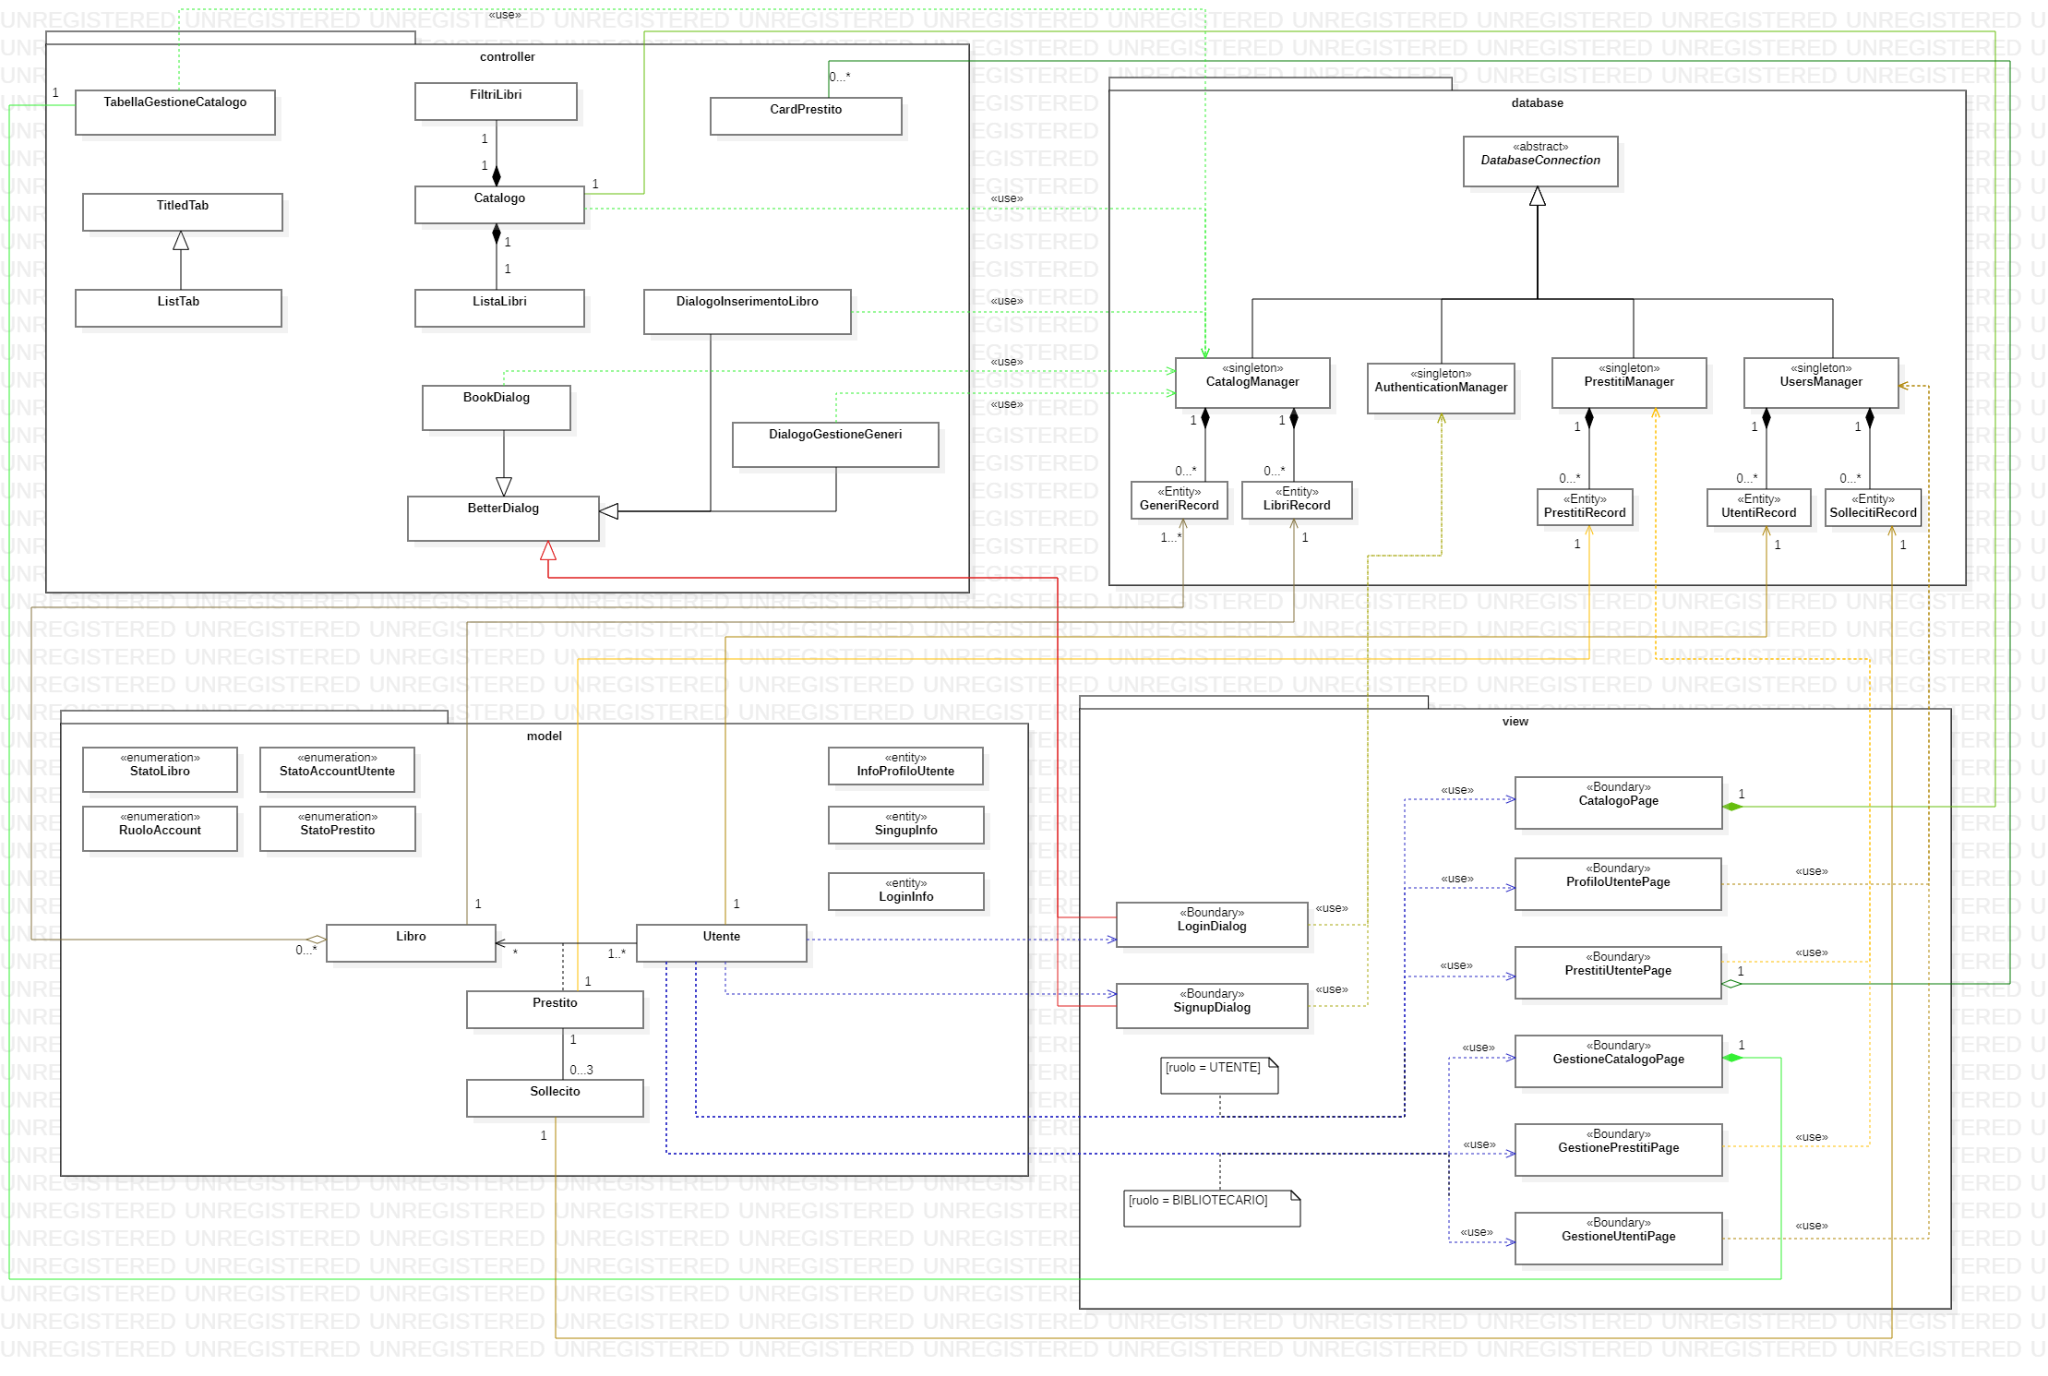 «use»
controller
1
TabellaGestioneCatalogo
FiltriLibri
0...*
CardPrestito
1
1
TitledTab
Catalogo
1
«use»
1
1
ListTab
ListaLibri
DialogoInserimentoLibro
«use»
BookDialog
«use»
DialogoGestioneGeneri
«use»
BetterDialog
database
«abstract»
DatabaseConnection
«singleton»
CatalogManager
«singleton»
AuthenticationManager
«singleton»
PrestitiManager
«singleton»
UsersManager
1
1
1
1
1
0...*
0...*
0...*
0...*
0...*
«Entity»
GeneriRecord
«Entity»
LibriRecord
«Entity»
PrestitiRecord
«Entity»
UtentiRecord
«Entity»
SollecitiRecord
1...*
1
1
1
1
model
«enumeration»
StatoLibro
«enumeration»
StatoAccountUtente
«entity»
InfoProfiloUtente
«enumeration»
RuoloAccount
«enumeration»
StatoPrestito
«entity»
SingupInfo
«entity»
LoginInfo
1
1
Libro
Utente
0...*
*
1..*
1
Prestito
1
0...3
Sollecito
1
view
«use»
«Boundary»
CatalogoPage
1
«use»
«Boundary»
ProfiloUtentePage
«use»
«Boundary»
LoginDialog
«use»
«use»
«Boundary»
PrestitiUtentePage
«use»
1
«Boundary»
SignupDialog
«use»
[ruolo = UTENTE]
«use»
«Boundary»
GestioneCatalogoPage
1
«use»
«Boundary»
GestionePrestitiPage
«use»
[ruolo = BIBLIOTECARIO]
«use»
«Boundary»
GestioneUtentiPage
«use»
UNREGISTERED